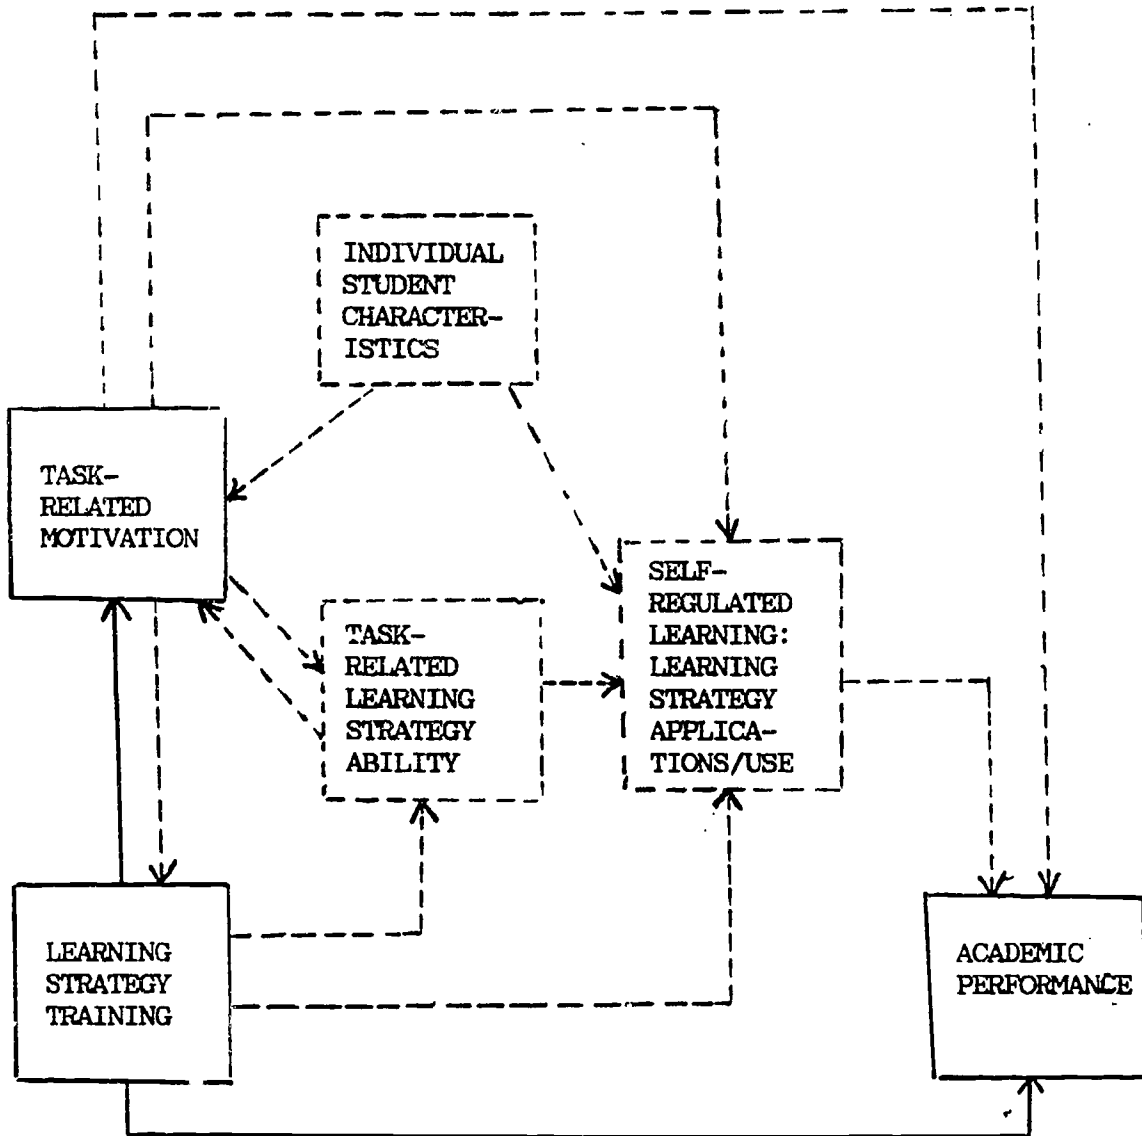 INDIVIDUAL
STUDENT
CHARACTER-
ISTICS
TASK-
RELATED
MOTIVATION
TASK-
RELATED
LEARNING
STRATEGY
ABILITY
SELF-
REGULATED
LEARNING:
LEARNING
STRATEGY
APPLICA-
TIONS/USE
LEARNING
STRATEGY
TRAINING
ACADEMIC
PERFORMANCE